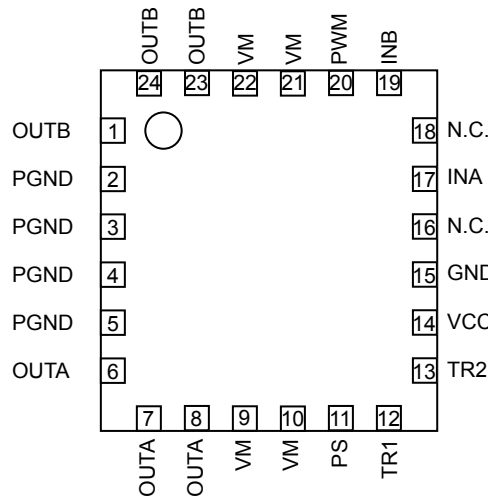 OUTB
OUTB
VM
VM
PWM
INB
24
23
22
21
20
19
OUTB 1
18 N.C.
PGND 2
17 INA
PGND 3
16 N.C.
PGND 4
15 GND
PGND 5
14 VCC
OUTA 6
13 TR2
7
8
9
10
11
12
OUTA
OUTA
VM
VM
PS
TR1